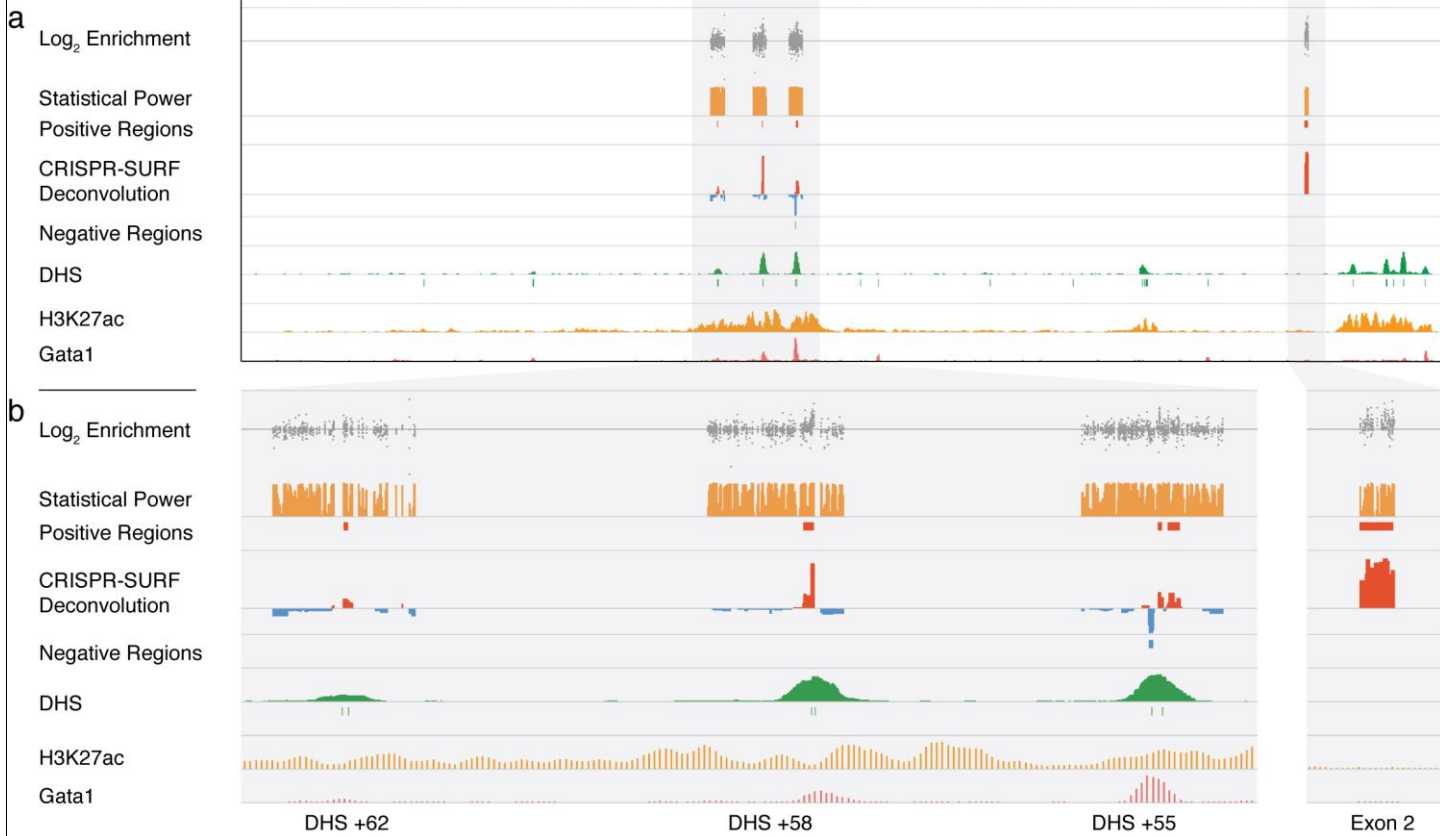 a
Log2 Enrichment
Statistical Power
Positive Regions
CRISPR-SURF
Deconvolution
Negative Regions
DHS
H3K27ac
Gata1
b
Log2 Enrichment
Statistical Power
Positive Regions
CRISPR-SURF
Deconvolution
Negative Regions
DHS
H3K27ac
Gata1
DHS +62 DHS +58 DHS +55 Exon 2